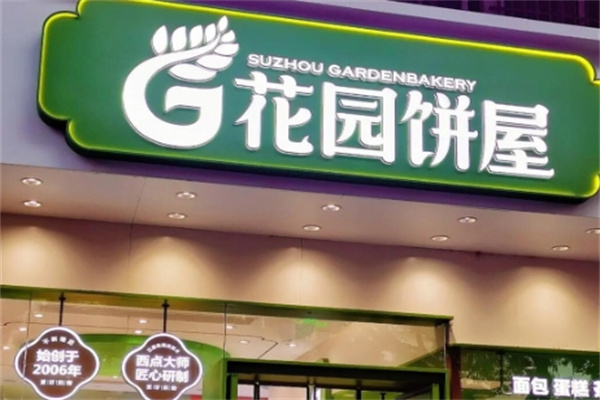 SUZHOU GARDENBAKERY
花园饼屋
始创于
2006年
西点大师
匠心研制
面包 蛋糕